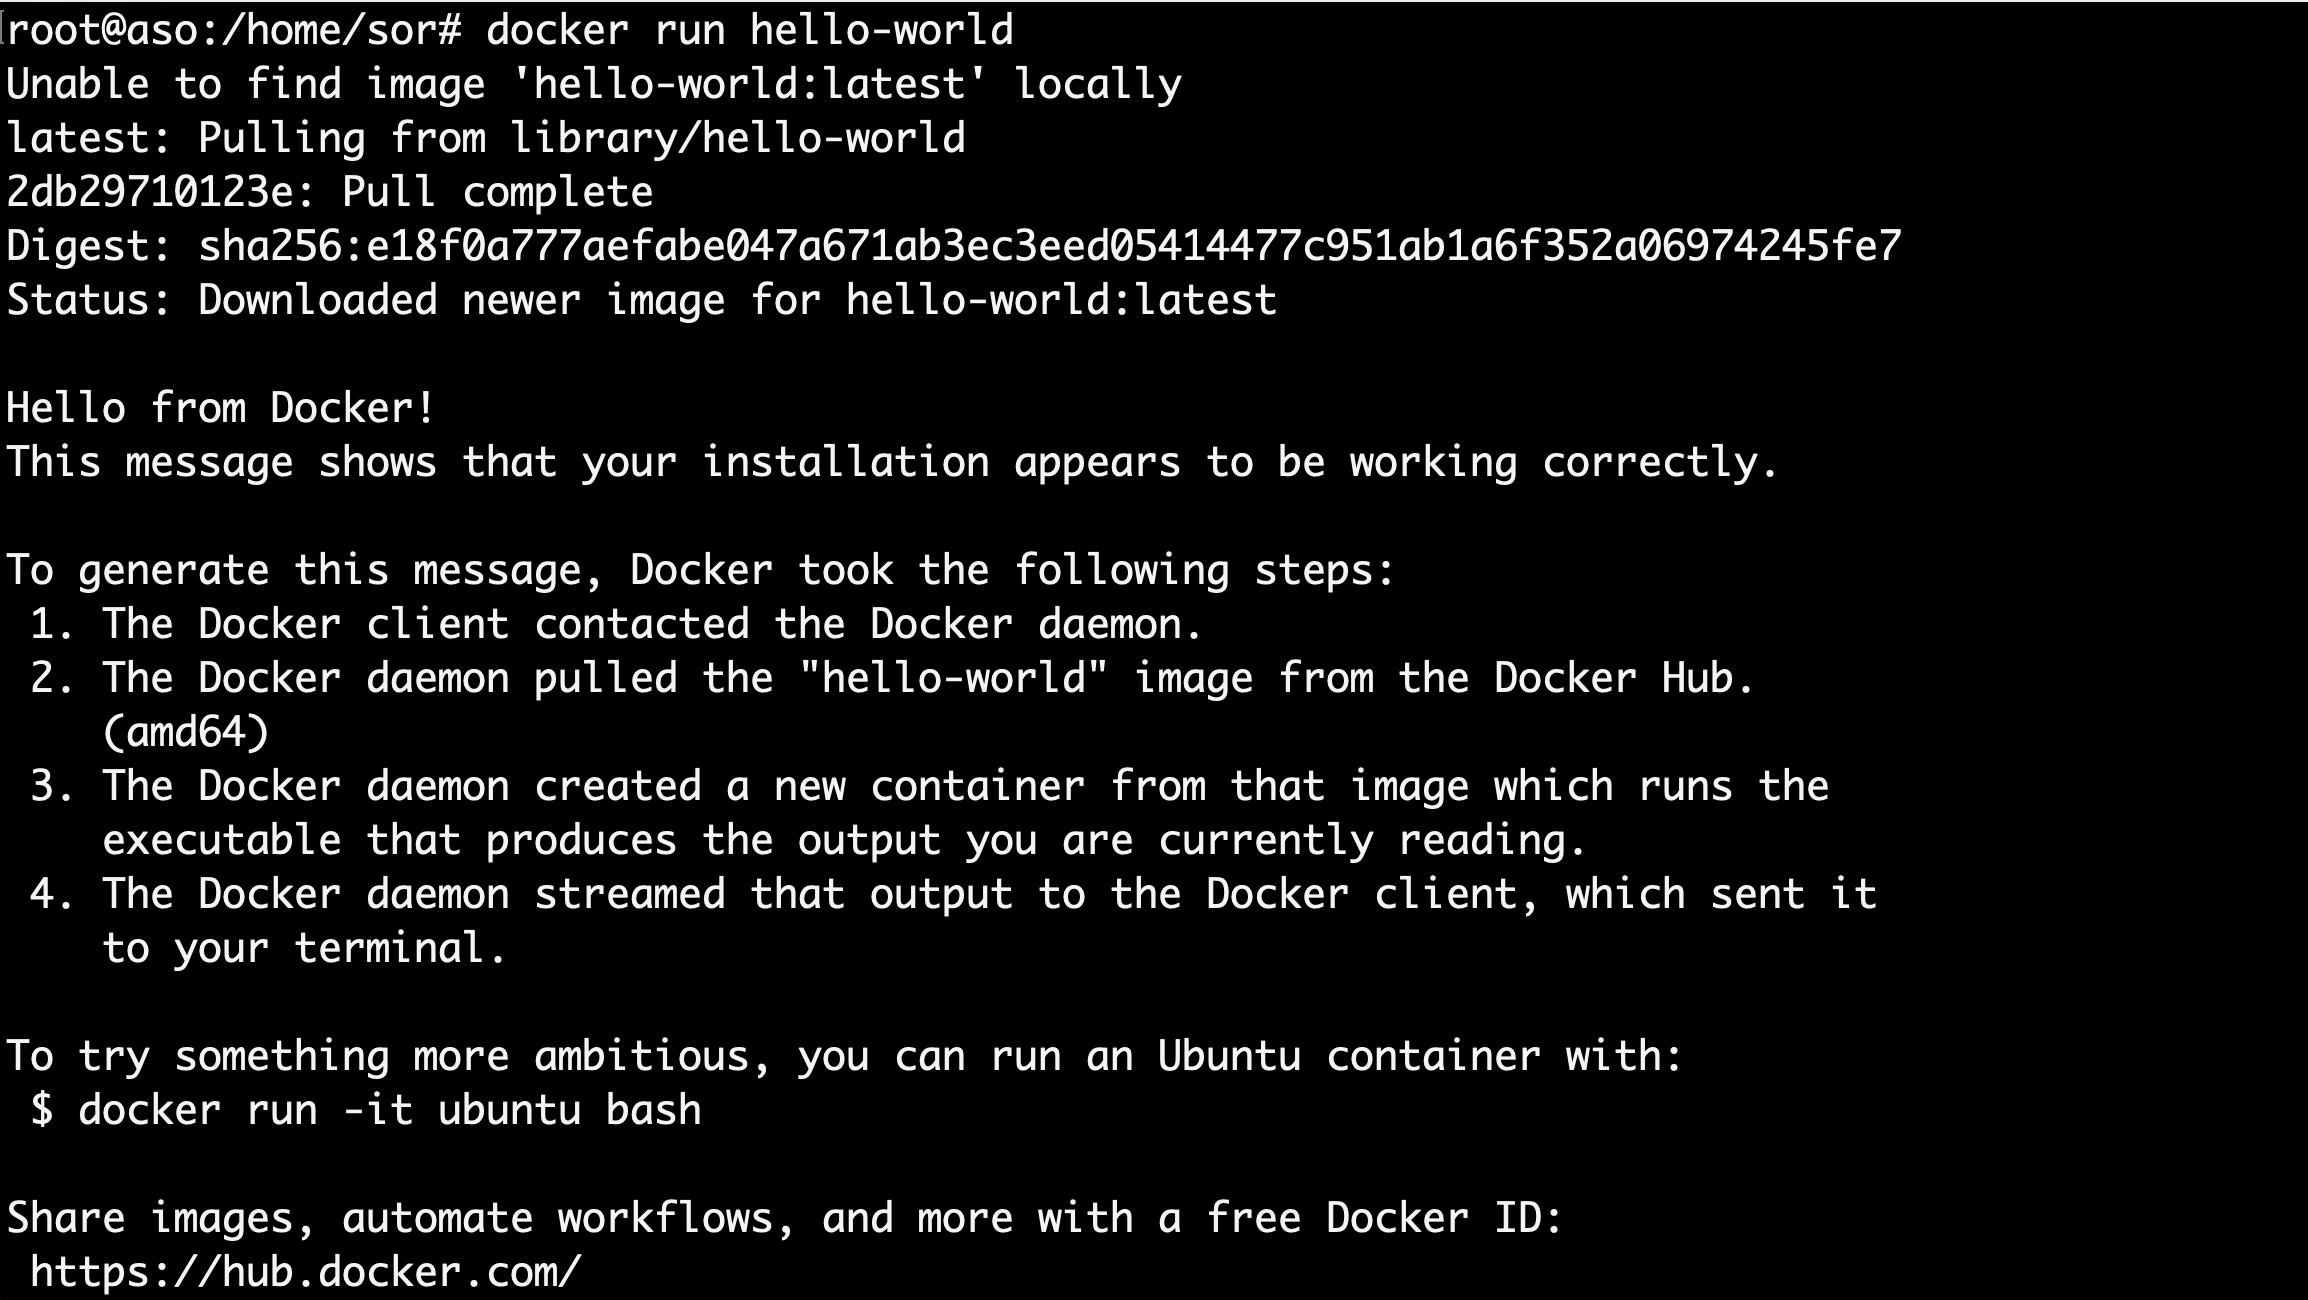 root@aso:/home/sor# docker run hello-world
Unable to find image 'hello-world:latest' locally
latest: Pulling from library/hello-world
2db29710123e: Pull complete
Digest: sha256:e18f0a777aefabe047a671ab3ec3eed05414477c951ab1a6f352a06974245fe7
Status: Downloaded newer image for hello-world:latest

Hello from Docker!
This message shows that your installation appears to be working correctly.

To generate this message, Docker took the following steps:
 1. The Docker client contacted the Docker daemon.
 2. The Docker daemon pulled the "hello-world" image from the Docker Hub.
    (amd64)
 3. The Docker daemon created a new container from that image which runs the
    executable that produces the output you are currently reading.
 4. The Docker daemon streamed that output to the Docker client, which sent it
    to your terminal.

To try something more ambitious, you can run an Ubuntu container with:
 $ docker run -it ubuntu bash

Share images, automate workflows, and more with a free Docker ID:
 https://hub.docker.com/